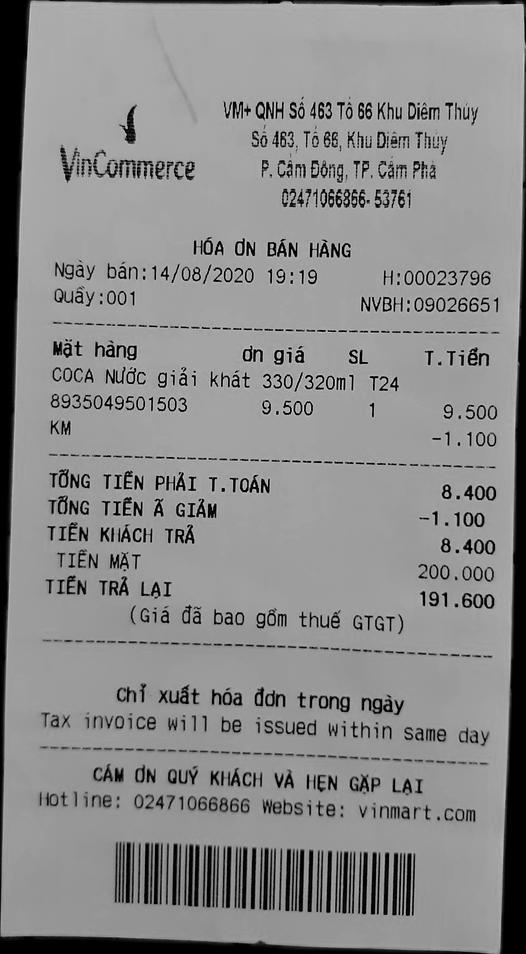 VinCommerce
VM+ QNH Số 463 Tổ 66 Khu Diêm Thủy
Số 463, Tổ 66, Khu Diêm Thủy
P. Cẩm Đông, TP. Cẩm Phả
02471066866- 53761
HÓA ƠN BÁN HÀNG
Ngày bán:14/08/2020 19:19 H:00023796
Quầy:001 NVBH:09026651
Mặt hàng ơn giá SL T.Tiền
COCA Nước giải khát 330/320ml T24
8935049501503 9.500 1 9.500
KM -1.100
TỔNG TIỀN PHẢI T.TOÁN 8.400
TỔNG TIỀN Ã GIẢM -1.100
TIỀN KHÁCH TRẢ 8.400
TIỀN MẶT 200.000
TIỀN TRẢ LẠI 191.600
(Giá đã bao gồm thuế GTGT)
Chỉ xuất hóa đơn trong ngày
Tax invoice will be issued within same day
CÁM ƠN QUÝ KHÁCH VÀ HẸN GẶP LẠI
Hotline: 02471066866 Website: vinmart.com